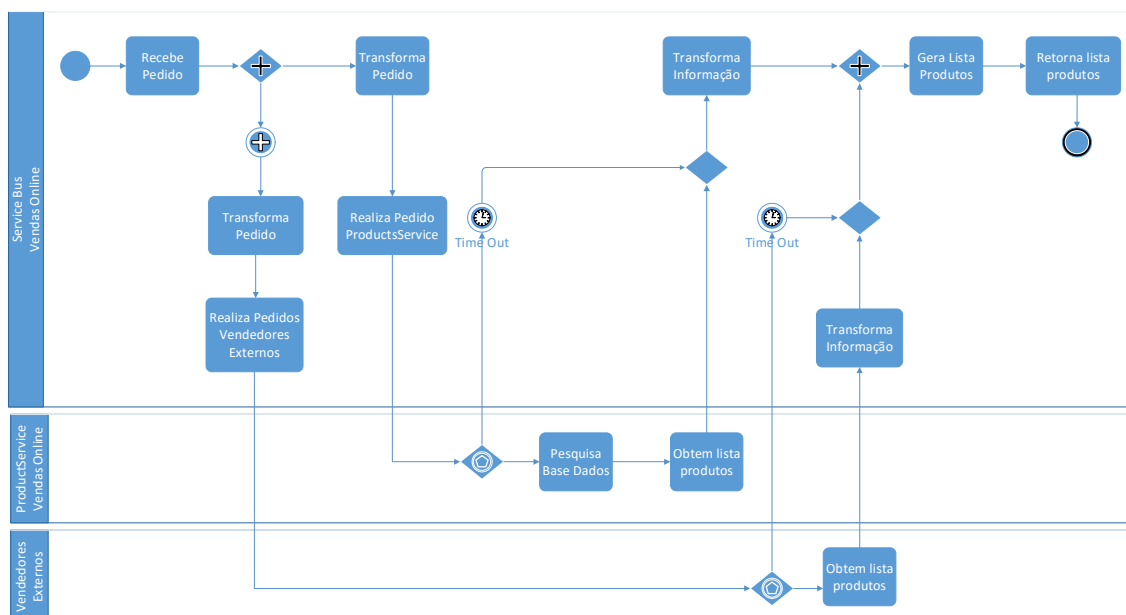 Service Bus
Vendas Online
Recebe
Pedido
Transforma
Pedido
Transforma
Informação
Gera Lista
Produtos
Retorna lista
produtos
Transforma
Pedido
Realiza Pedido
ProductsService
Time Out
Time Out
Realiza Pedidos
Vendedores
Externos
Transforma
Informação
ProductService
Vendas Online
Pesquisa
Base Dados
Obtem lista
produtos
Vendedores
Externos
Obtem lista
produtos